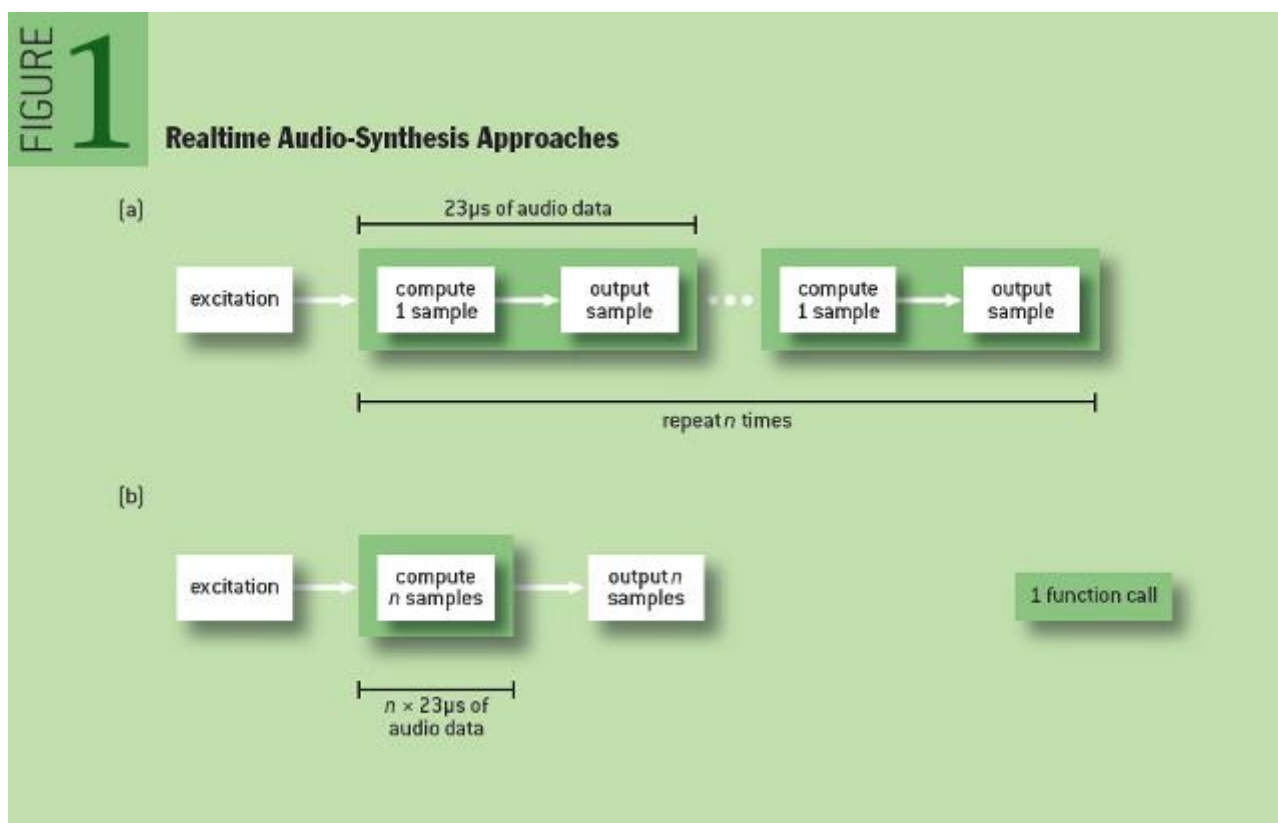 FIGURE 1
Realtime Audio-Synthesis Approaches
(a)
23µs of audio data
excitation
compute
1 sample
output
sample
compute
1 sample
output
sample
repeat n times
(b)
excitation
compute
n samples
output n
samples
1 function call
n × 23µs of
audio data